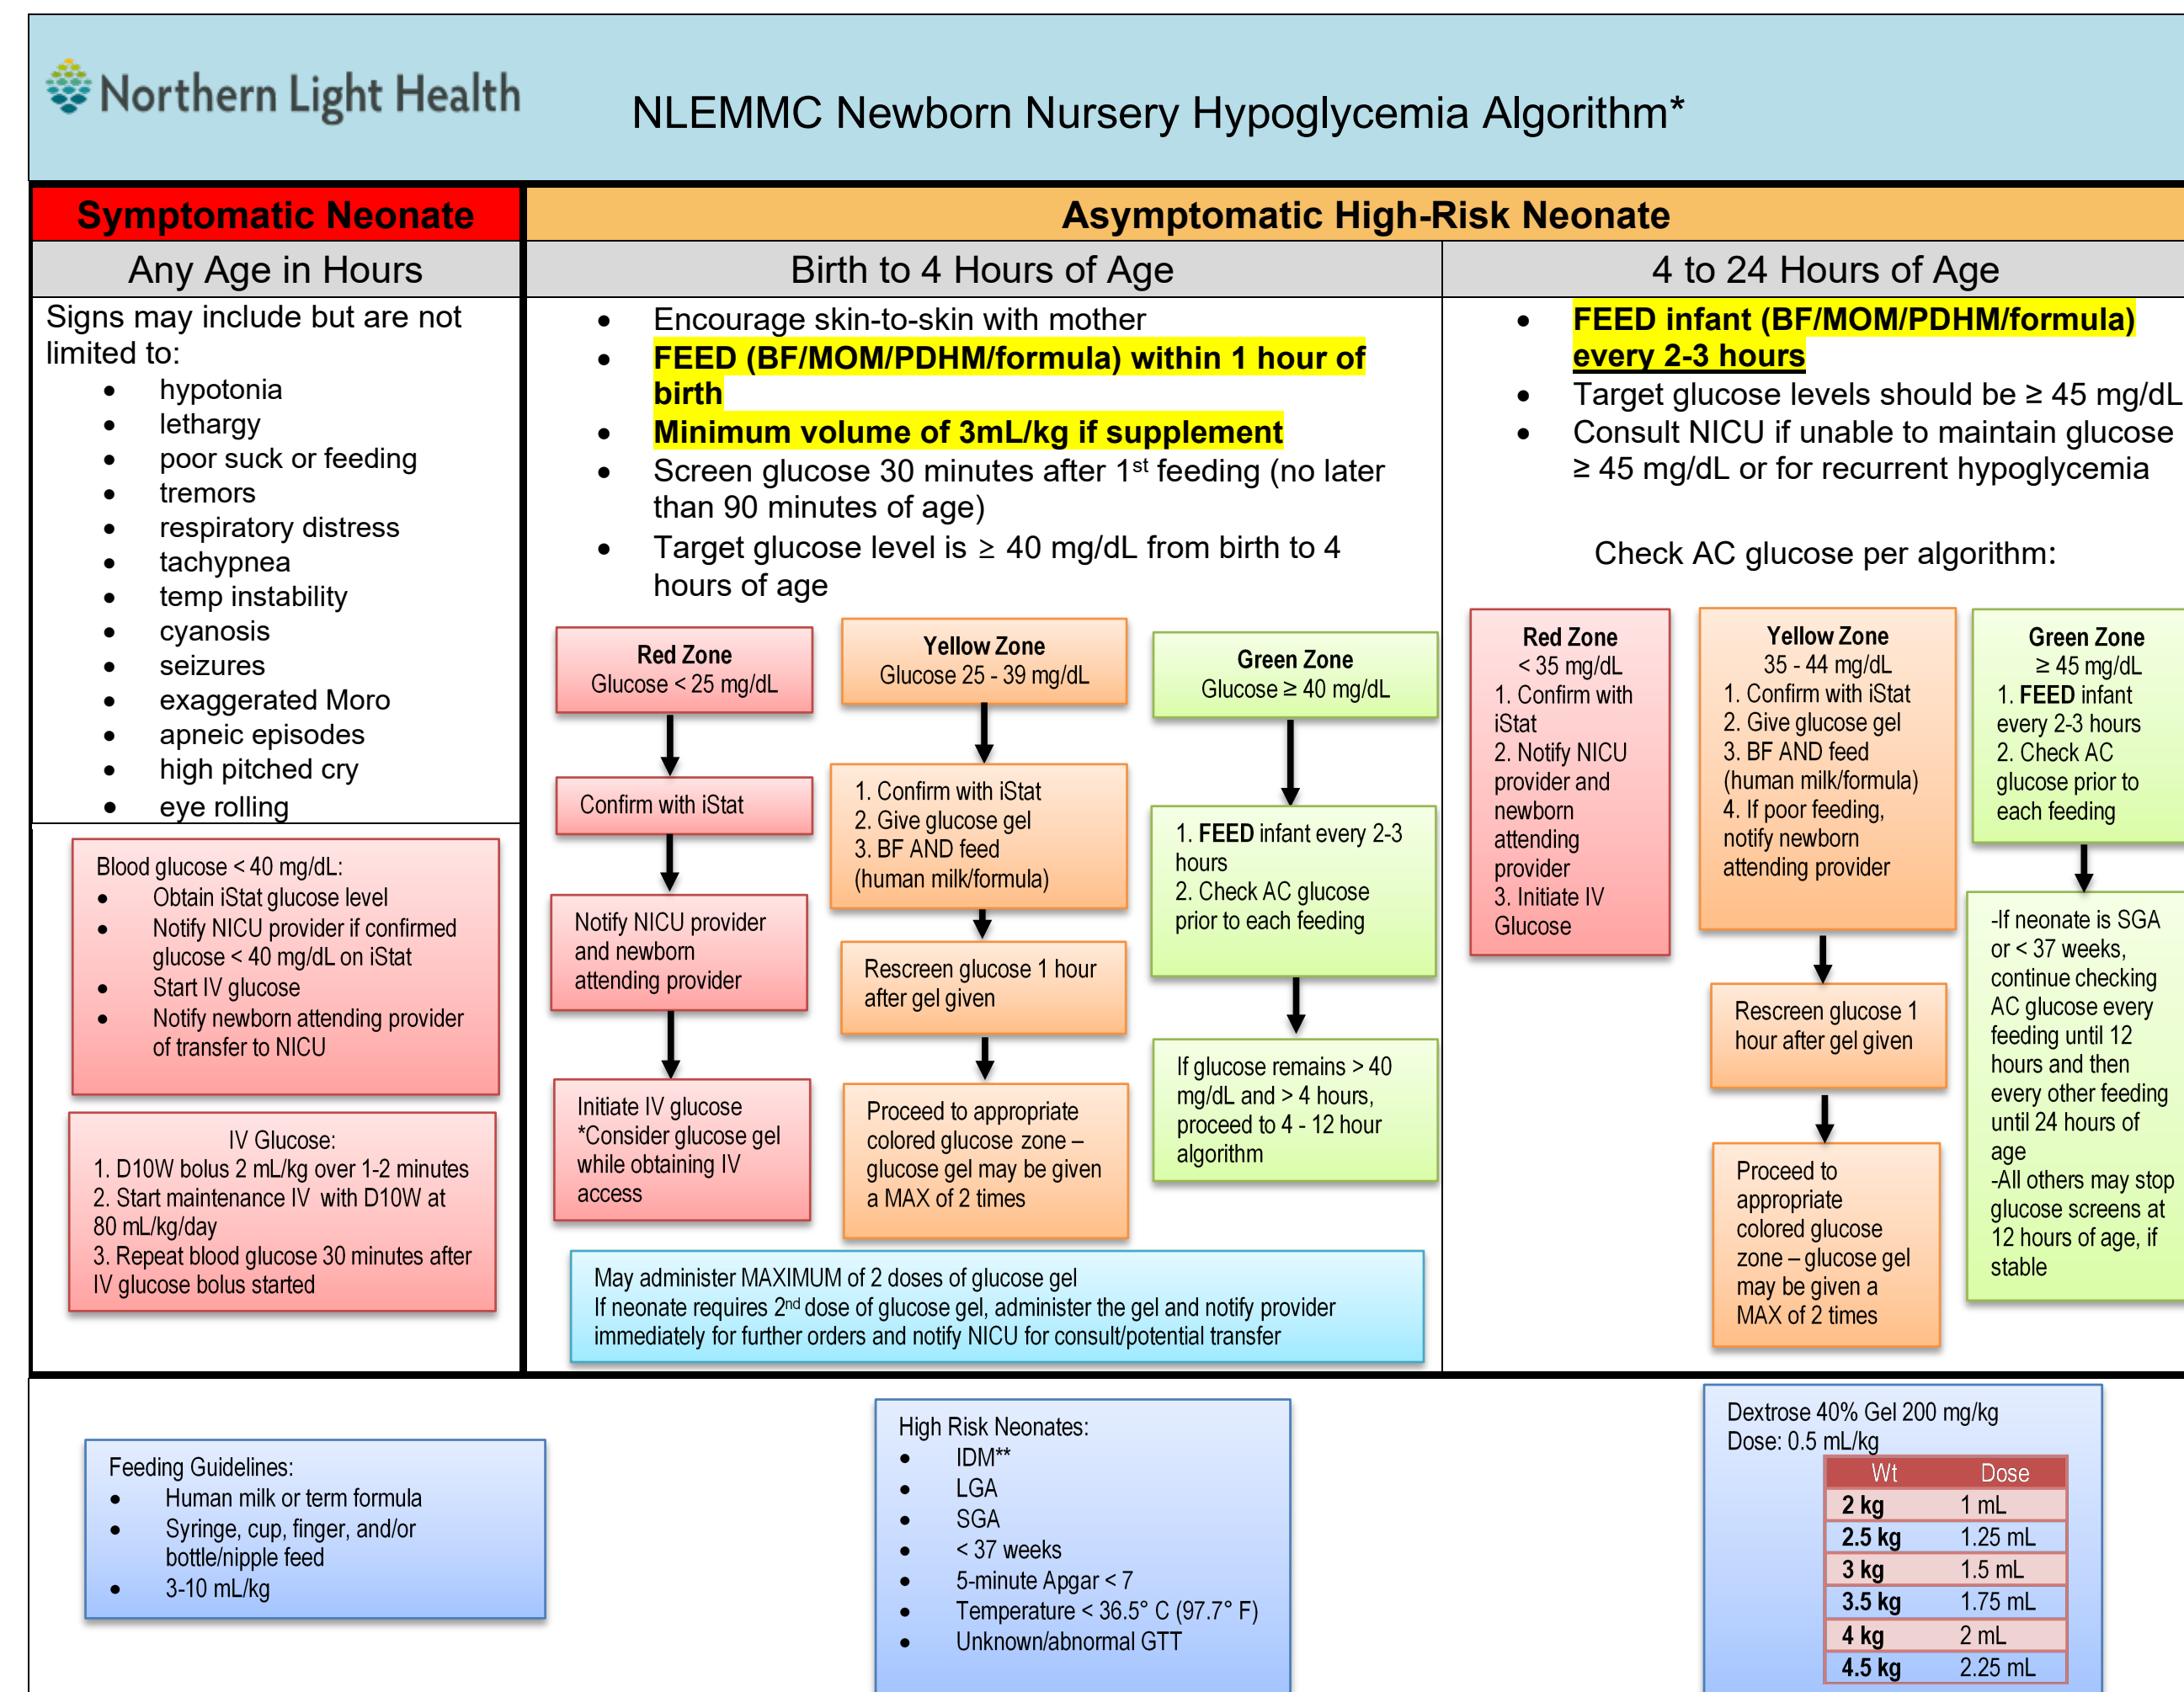 Northern Light Health
NLEMMC Newborn Nursery Hypoglycemia Algorithm*
Symptomatic Neonate
Any Age in Hours
Signs may include but are not
limited to:
• hypotonia
• lethargy
• poor suck or feeding
• tremors
• respiratory distress
• tachypnea
• temp instability
• cyanosis
• seizures
• exaggerated Moro
• apneic episodes
• high pitched cry
• eye rolling
Blood glucose < 40 mg/dL:
• Obtain iStat glucose level
• Notify NICU provider if confirmed
glucose < 40 mg/dL on iStat
• Start IV glucose
• Notify newborn attending provider
of transfer to NICU
IV Glucose:
1. D10W bolus 2 mL/kg over 1-2 minutes
2. Start maintenance IV with D10W at
80 mL/kg/day
3. Repeat blood glucose 30 minutes after
IV glucose bolus started
Asymptomatic High-Risk Neonate
Birth to 4 Hours of Age
• Encourage skin-to-skin with mother
• FEED (BF/MOM/PDHM/formula) within 1 hour of
birth
• Minimum volume of 3mL/kg if supplement
• Screen glucose 30 minutes after 1st feeding (no later
than 90 minutes of age)
• Target glucose level is ≥ 40 mg/dL from birth to 4
hours of age
Red Zone
Glucose < 25 mg/dL
Confirm with iStat
Notify NICU provider
and newborn
attending provider
Initiate IV glucose
*Consider glucose gel
while obtaining IV
access
Yellow Zone
Glucose 25 - 39 mg/dL
1. Confirm with iStat
2. Give glucose gel
3. BF AND feed
(human milk/formula)
Rescreen glucose 1 hour
after gel given
Proceed to appropriate
colored glucose zone –
glucose gel may be given
a MAX of 2 times
Green Zone
Glucose ≥ 40 mg/dL
1. FEED infant every 2-3
hours
2. Check AC glucose
prior to each feeding
If glucose remains > 40
mg/dL and > 4 hours,
proceed to 4 - 12 hour
algorithm
May administer MAXIMUM of 2 doses of glucose gel
If neonate requires 2nd dose of glucose gel, administer the gel and notify provider
immediately for further orders and notify NICU for consult/potential transfer
4 to 24 Hours of Age
• FEED infant (BF/MOM/PDHM/formula)
every 2-3 hours
• Target glucose levels should be ≥ 45 mg/dL
• Consult NICU if unable to maintain glucose
≥ 45 mg/dL or for recurrent hypoglycemia
Check AC glucose per algorithm:
Red Zone
< 35 mg/dL
1. Confirm with
iStat
2. Notify NICU
provider and
newborn
attending
provider
3. Initiate IV
Glucose
Yellow Zone
35 - 44 mg/dL
1. Confirm with iStat
2. Give glucose gel
3. BF AND feed
(human milk/formula)
4. If poor feeding,
notify newborn
attending provider
Rescreen glucose 1
hour after gel given
Proceed to
appropriate
colored glucose
zone – glucose gel
may be given a
MAX of 2 times
Green Zone
≥ 45 mg/dL
1. FEED infant
every 2-3 hours
2. Check AC
glucose prior to
each feeding
-If neonate is SGA
or < 37 weeks,
continue checking
AC glucose every
feeding until 12
hours and then
every other feeding
until 24 hours of
age
-All others may stop
glucose screens at
12 hours of age, if
stable
Feeding Guidelines:
• Human milk or term formula
• Syringe, cup, finger, and/or
bottle/nipple feed
• 3-10 mL/kg
High Risk Neonates:
• IDM**
• LGA
• SGA
• < 37 weeks
• 5-minute Apgar < 7
• Temperature < 36.5° C (97.7° F)
• Unknown/abnormal GTT
Dextrose 40% Gel 200 mg/kg
Dose: 0.5 mL/kg
Wt Dose
2 kg 1 mL
2.5 kg 1.25 mL
3 kg 1.5 mL
3.5 kg 1.75 mL
4 kg 2 mL
4.5 kg 2.25 mL